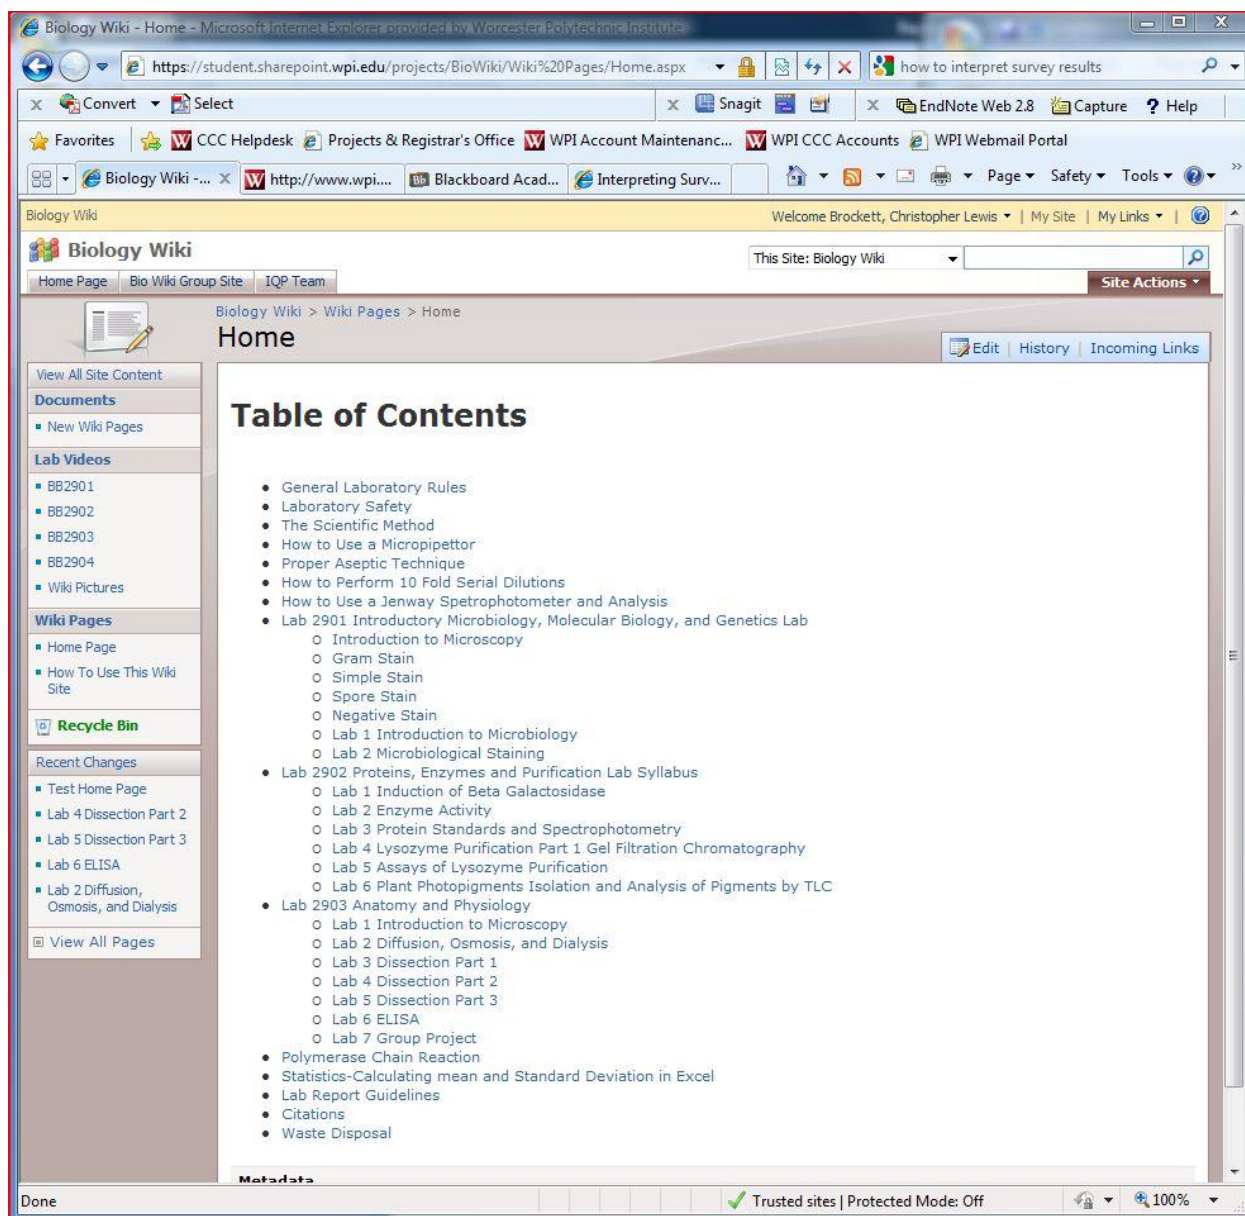 Biology Wiki - Home - Microsoft Internet Explorer provided by Worcester Polytechnic Institute
https://student.sharepoint.wpi.edu/projects/BioWiki/Wiki%20Pages/Home.aspx how to interpret survey results
x Convert Select x Snagit x EndNote Web 2.8 Capture ? Help
Favorites CCC Helpdesk Projects & Registrar's Office WPI Account Maintenanc... WPI CCC Accounts WPI Webmail Portal
Biology Wiki -... x http://www.wpi.... Blackboard Acad... Interpreting Surv... Page Safety Tools »
Biology Wiki Welcome Brockett, Christopher Lewis | My Site | My Links |
Biology Wiki This Site: Biology Wiki
Home Page Bio Wiki Group Site IQP Team Site Actions
Biology Wiki > Wiki Pages > Home
Home
Edit | History | Incoming Links
View All Site Content
Documents
New Wiki Pages
Lab Videos
BB2901
BB2902
BB2903
BB2904
Wiki Pictures
Wiki Pages
Home Page
How To Use This Wiki
Site
Recycle Bin
Recent Changes
Test Home Page
Lab 4 Dissection Part 2
Lab 5 Dissection Part 3
Lab 6 ELISA
Lab 2 Diffusion,
Osmosis, and Dialysis
View All Pages
Table of Contents
General Laboratory Rules
Laboratory Safety
The Scientific Method
How to Use a Micropipettor
Proper Aseptic Technique
How to Perform 10 Fold Serial Dilutions
How to Use a Jenway Spetrophotometer and Analysis
Lab 2901 Introductory Microbiology, Molecular Biology, and Genetics Lab
Introduction to Microscopy
Gram Stain
Simple Stain
Spore Stain
Negative Stain
Lab 1 Introduction to Microbiology
Lab 2 Microbiological Staining
Lab 2902 Proteins, Enzymes and Purification Lab Syllabus
Lab 1 Induction of Beta Galactosidase
Lab 2 Enzyme Activity
Lab 3 Protein Standards and Spectrophotometry
Lab 4 Lysozyme Purification Part 1 Gel Filtration Chromatography
Lab 5 Assays of Lysozyme Purification
Lab 6 Plant Photopigments Isolation and Analysis of Pigments by TLC
Lab 2903 Anatomy and Physiology
Lab 1 Introduction to Microscopy
Lab 2 Diffusion, Osmosis, and Dialysis
Lab 3 Dissection Part 1
Lab 4 Dissection Part 2
Lab 5 Dissection Part 3
Lab 6 ELISA
Lab 7 Group Project
Polymerase Chain Reaction
Statistics-Calculating mean and Standard Deviation in Excel
Lab Report Guidelines
Citations
Waste Disposal
Metadata
Done Trusted sites | Protected Mode: Off 100%